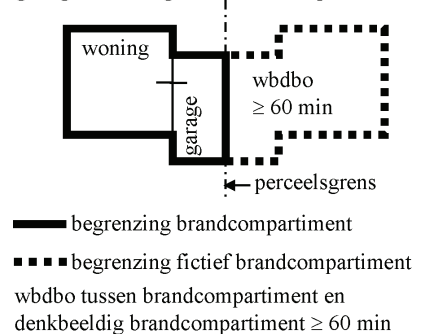 woning
wbdbo
≥ 60 min
garage
perceelsgrens
begrenzing brandcompartiment
begrenzing fictief brandcompartiment
wbdbo tussen brandcompartiment en
denkbeeldig brandcompartiment ≥ 60 min